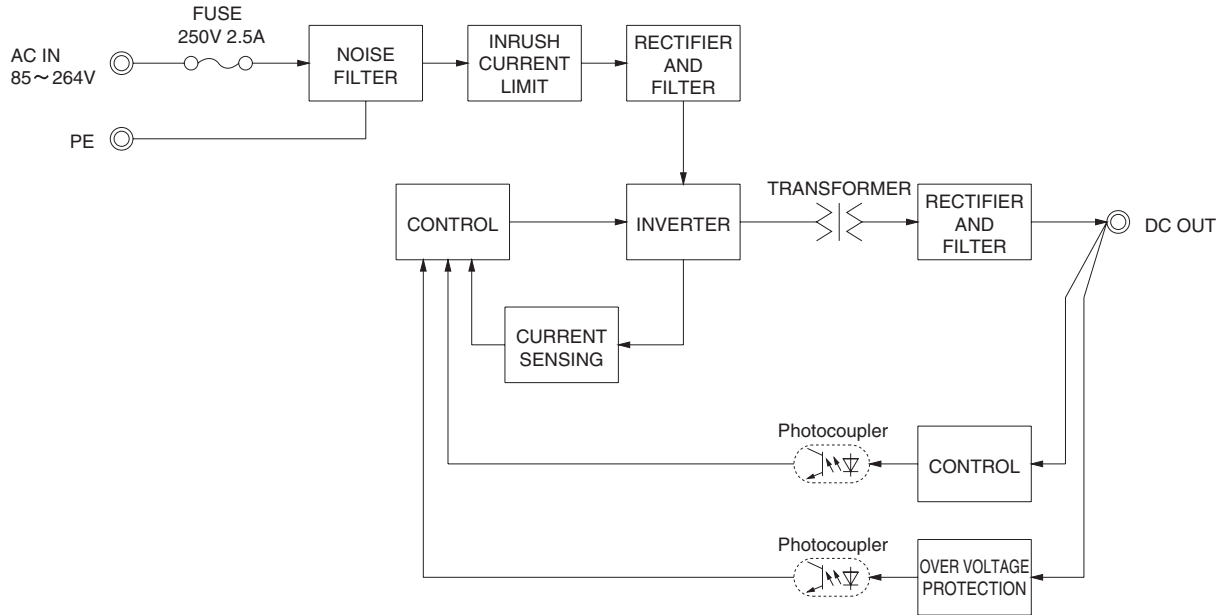 FUSE
250V 2.5A
AC IN
85～264V
PE
NOISE
FILTER
INRUSH
CURRENT
LIMIT
RECTIFIER
AND
FILTER
CONTROL
INVERTER
TRANSFORMER
RECTIFIER
AND
FILTER
DC OUT
CURRENT
SENSING
Photocoupler
CONTROL
Photocoupler
OVER VOLTAGE
PROTECTION